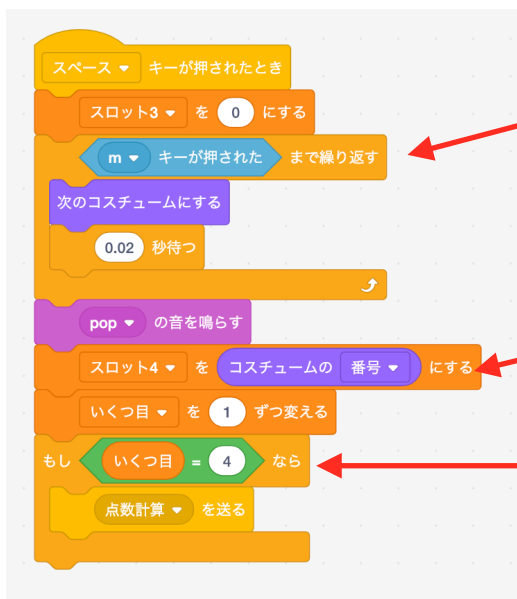 スペース キーが押されたとき
スロット3 を 0 にする
m キーが押された まで繰り返す
次のコスチュームにする
0.02 秒待つ
pop の音を鳴らす
スロット4 を コスチュームの 番号 にする
いくつ目 を 1 ずつ変える
もし いくつ目 = 4 なら
点数計算 を送る